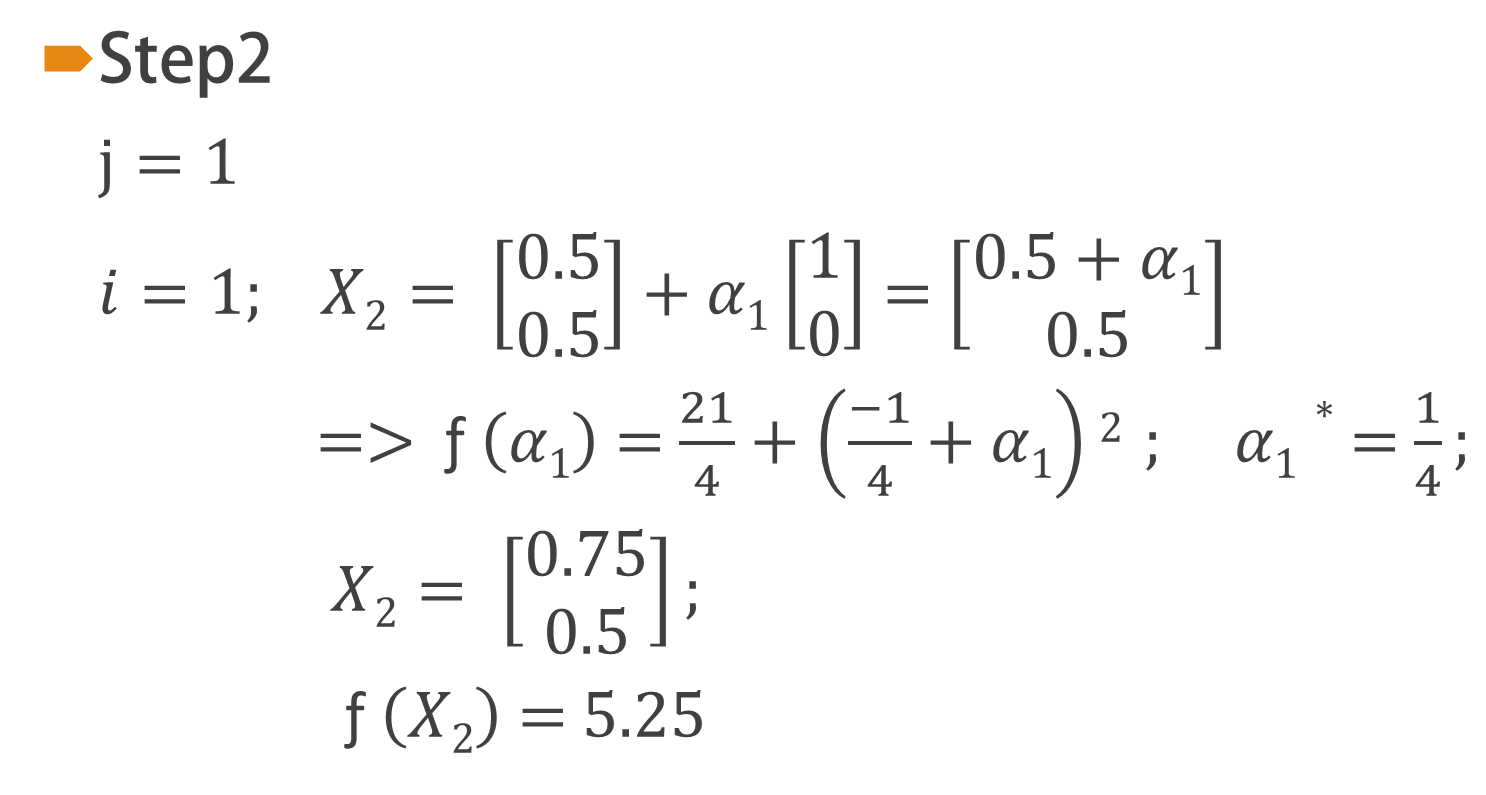 Step2
j = 1
i = 1; X₂ = [0.5 0.5] + α₁ [1 0] = [0.5 + α₁ 0.5]
=> ƒ (α₁) = 21/4 + (−1/4 + α₁)² ; α₁* = 1/4;
X₂ = [0.75 0.5];
ƒ (X₂) = 5.25